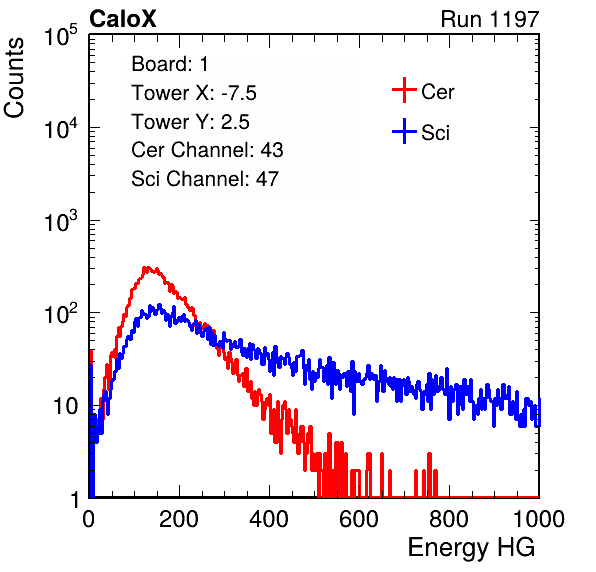 CaloX Run 1197
Counts
10^5
10^4
10^3
10^2
10
1
Board: 1
Tower X: -7.5
Tower Y: 2.5
Cer Channel: 43
Sci Channel: 47
Cer
Sci
0 200 400 600 800 1000
Energy HG